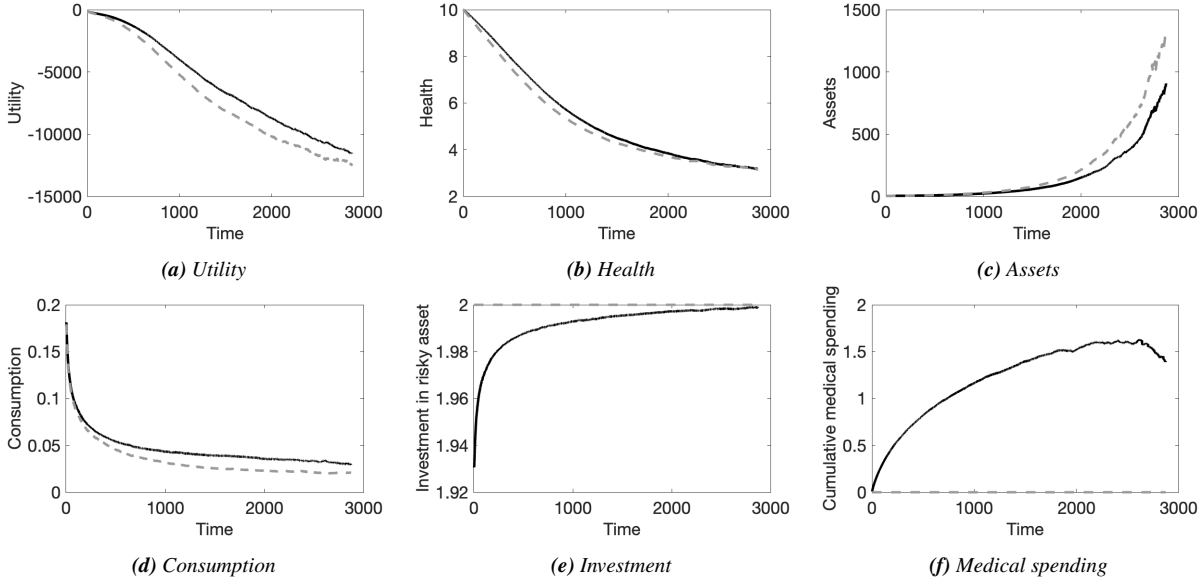 0
-5000
-10000
-15000
Utility
0 1000 2000 3000
Time
(a) Utility
10
8
6
4
2
Health
0 1000 2000 3000
Time
(b) Health
1500
1000
500
0
Assets
0 1000 2000 3000
Time
(c) Assets
0.2
0.15
0.1
0.05
0
Consumption
0 1000 2000 3000
Time
(d) Consumption
2
1.98
1.96
1.94
1.92
Investment in risky asset
0 1000 2000 3000
Time
(e) Investment
2
1.5
1
0.5
0
Cumulative medical spending
0 1000 2000 3000
Time
(f) Medical spending